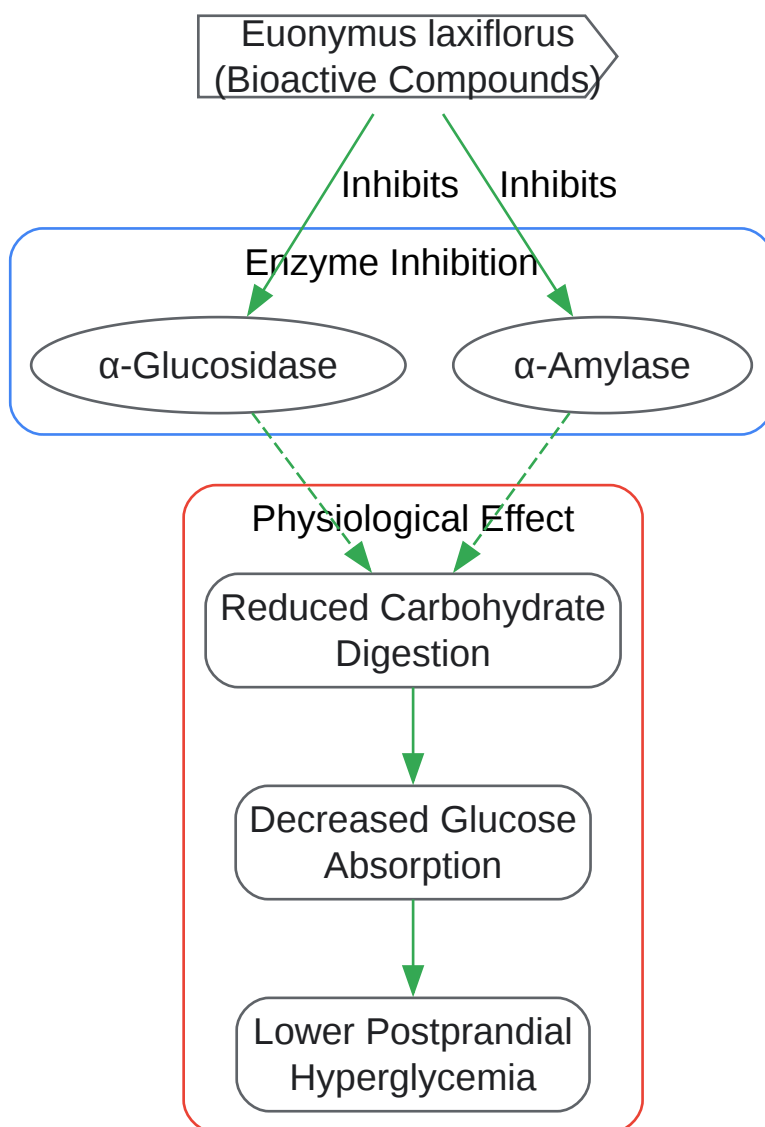 Euonymus laxiflorus
(Bioactive Compounds)
Inhibits
Inhibits
Enzyme Inhibition
α-Glucosidase
α-Amylase
Physiological Effect
Reduced Carbohydrate
Digestion
Decreased Glucose
Absorption
Lower Postprandial
Hyperglycemia